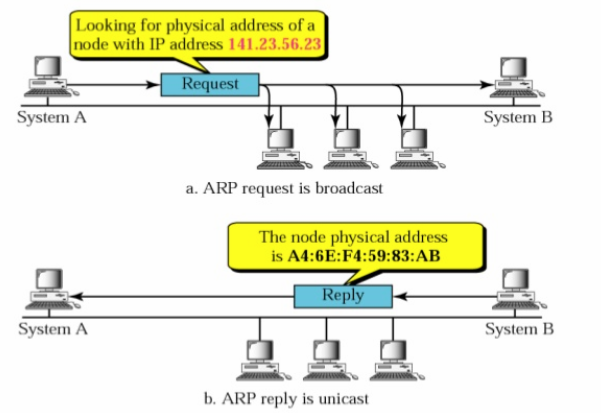 Looking for physical address of a
node with IP address 141.23.56.23
Request
System A
System B
a. ARP request is broadcast
The node physical address
is A4:6E:F4:59:83:AB
Reply
System A
System B
b. ARP reply is unicast